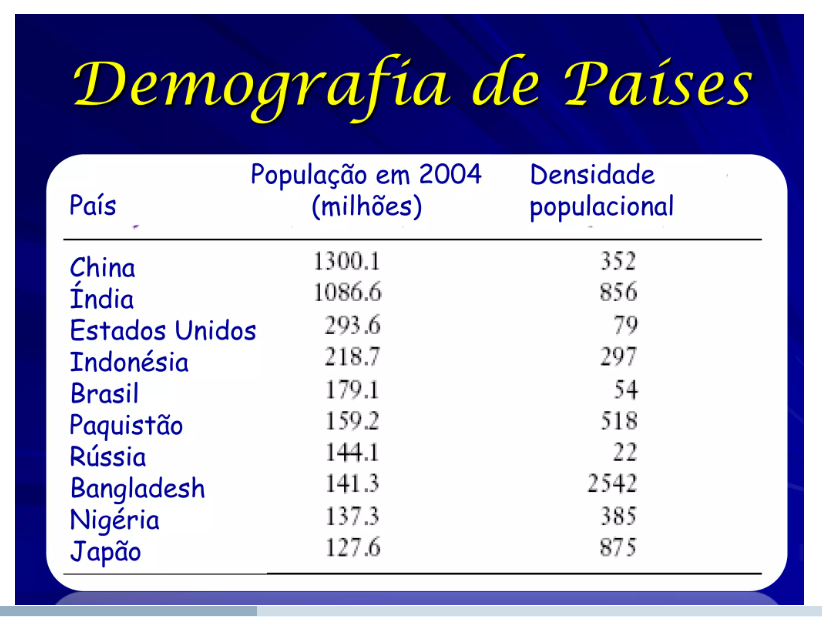 Demografia de Países
País População em 2004 (milhões) Densidade populacional
China 1300.1 352
Índia 1086.6 856
Estados Unidos 293.6 79
Indonésia 218.7 297
Brasil 179.1 54
Paquistão 159.2 518
Rússia 144.1 22
Bangladesh 141.3 2542
Nigéria 137.3 385
Japão 127.6 875